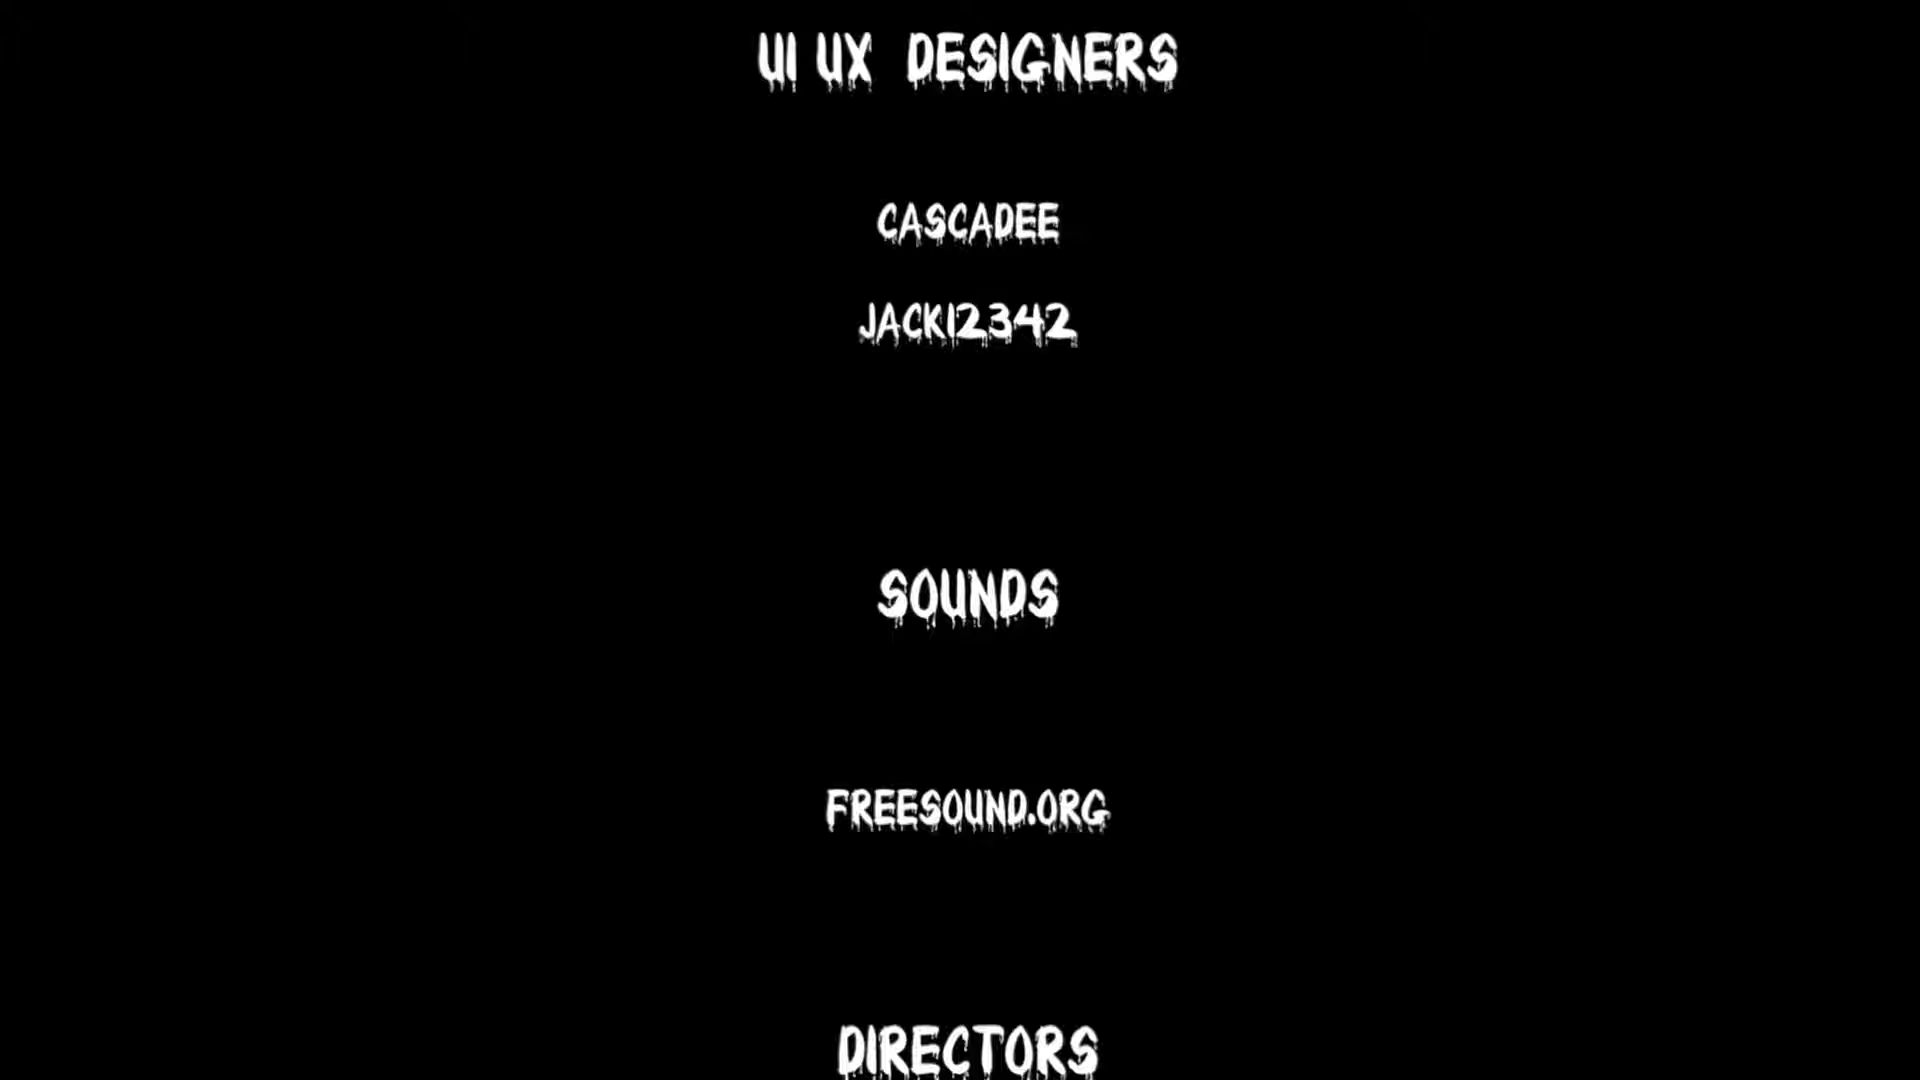 UI UX DESIGNERS
CASCADEE
JACK12342
SOUNDS
FREESOUND.ORG
DIRECTORS